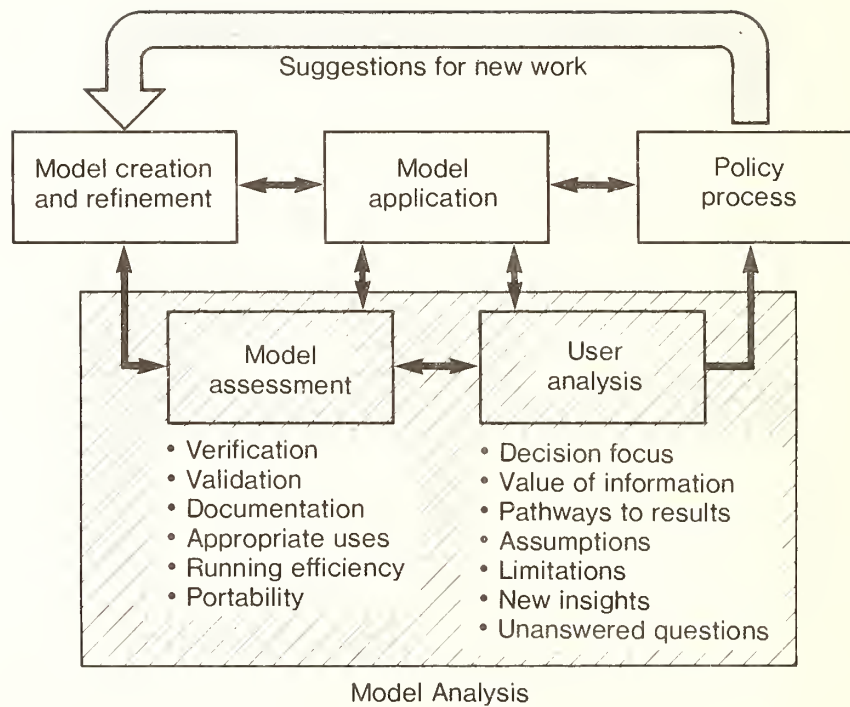 Suggestions for new work
Model creation
and refinement
Model
application
Policy
process
Model
assessment
User
analysis
• Verification
• Validation
• Documentation
• Appropriate uses
• Running efficiency
• Portability
• Decision focus
• Value of information
• Pathways to results
• Assumptions
• Limitations
• New insights
• Unanswered questions
Model Analysis